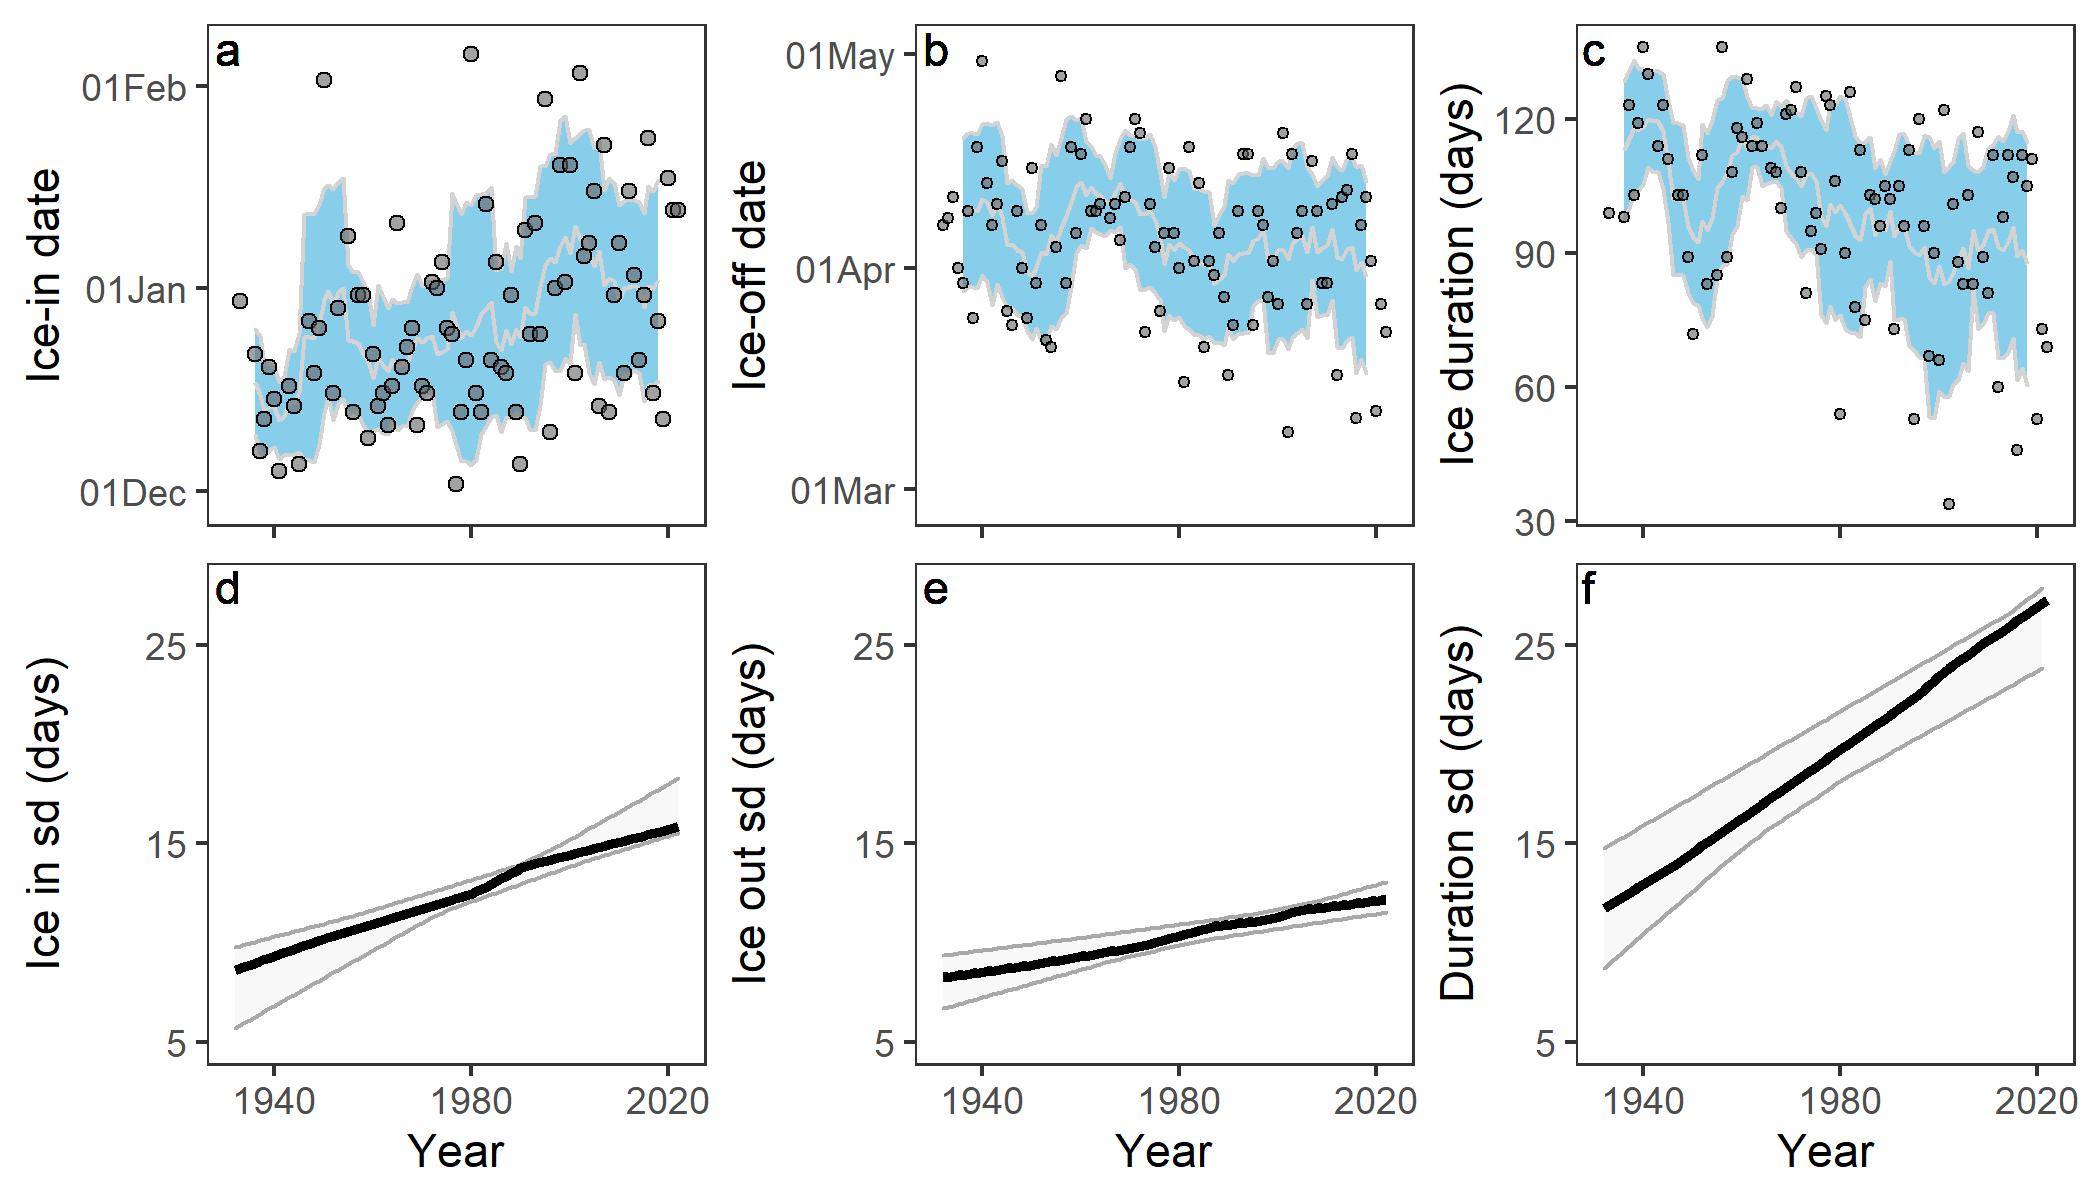 a
Ice-in date
01Feb
01Jan
01Dec
b
Ice-off date
01May
01Apr
01Mar
c
Ice duration (days)
120
90
60
30
d
Ice in sd (days)
25
15
5
1940 1980 2020
Year
e
Ice out sd (days)
25
15
5
1940 1980 2020
Year
f
Duration sd (days)
25
15
5
1940 1980 2020
Year